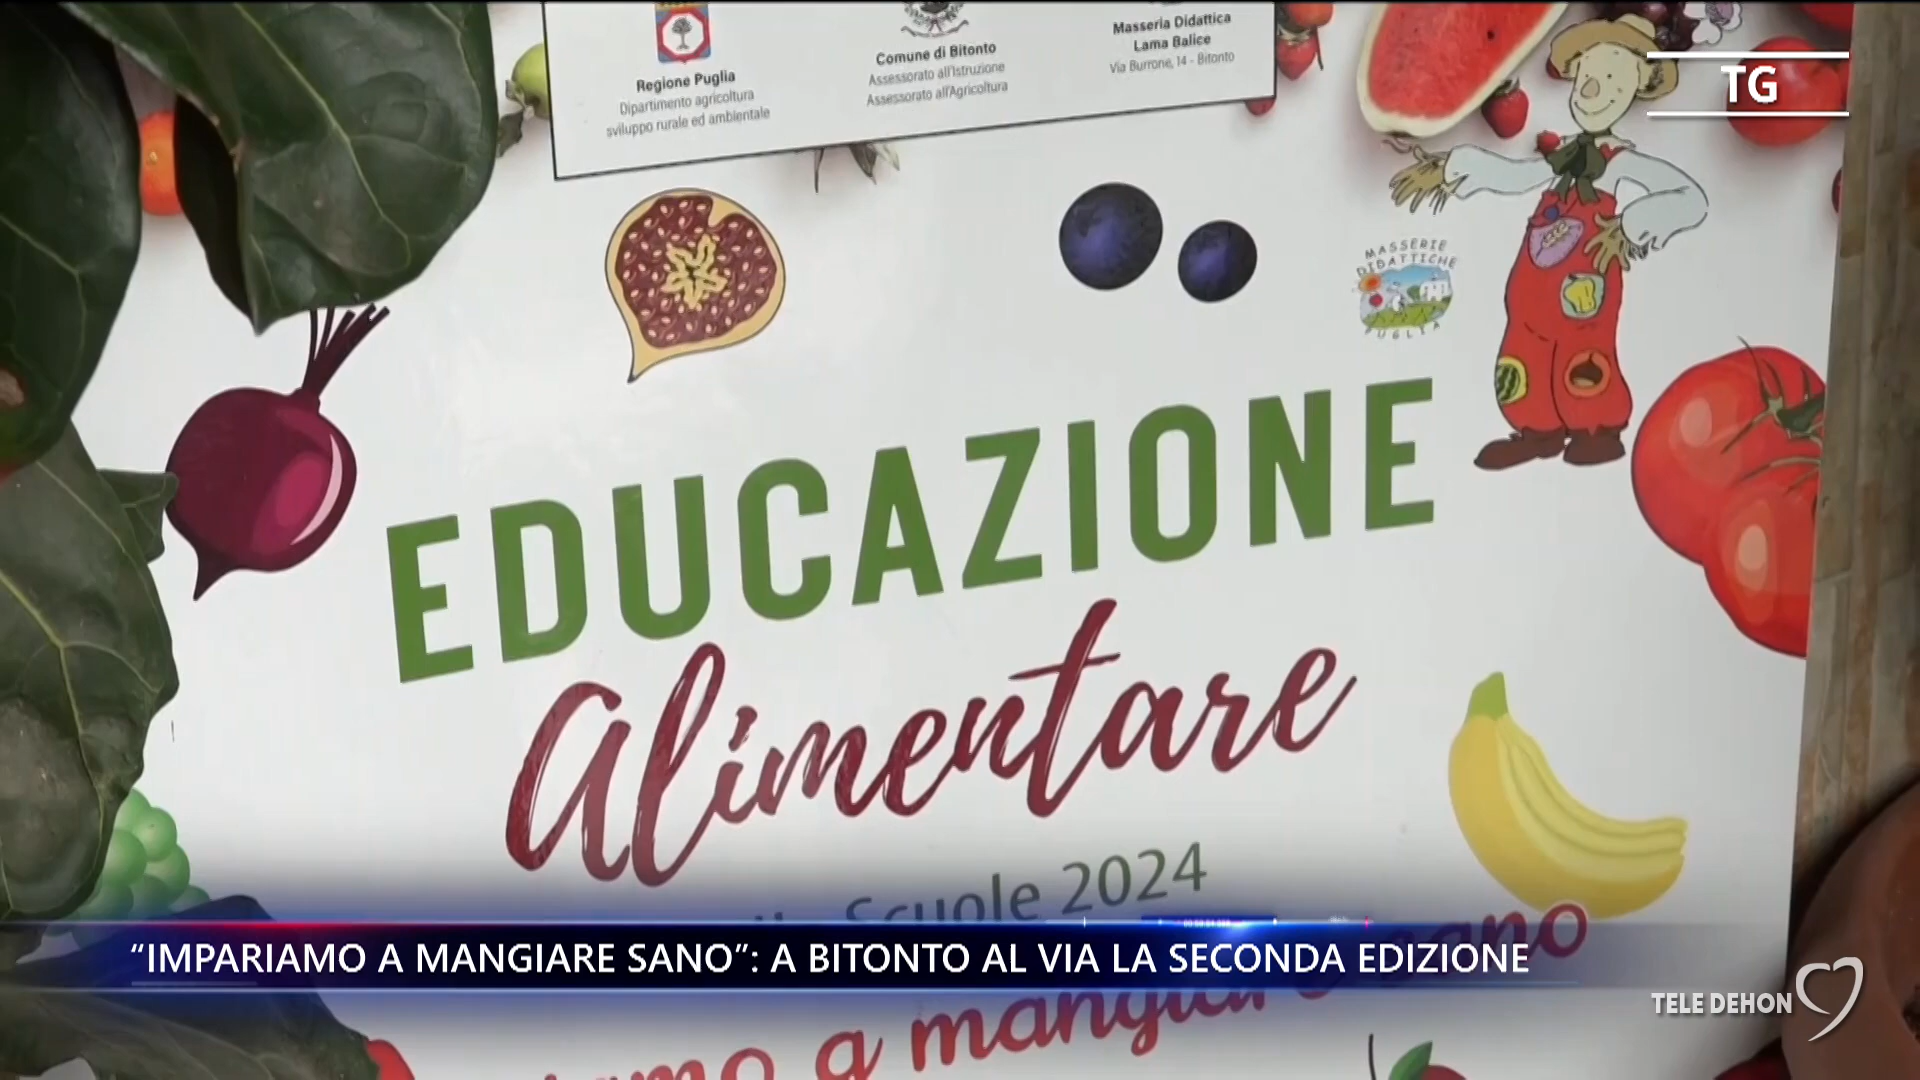 Regione Puglia
Dipartimento agricoltura
sviluppo rurale ed ambientale
Comune di Bitonto
Assessorato all'Istruzione
Assessorato all'Agricoltura
Masseria Didattica
Lama Balice
Via Burrone, 14 - Bitonto
TG
MASSERIE
DIDATTICHE
PUGLIA
EDUCAZIONE
Alimentare
Scuole 2024
“IMPARIAMO A MANGIARE SANO”: A BITONTO AL VIA LA SECONDA EDIZIONE
a mangiare sano
TELE DEHON